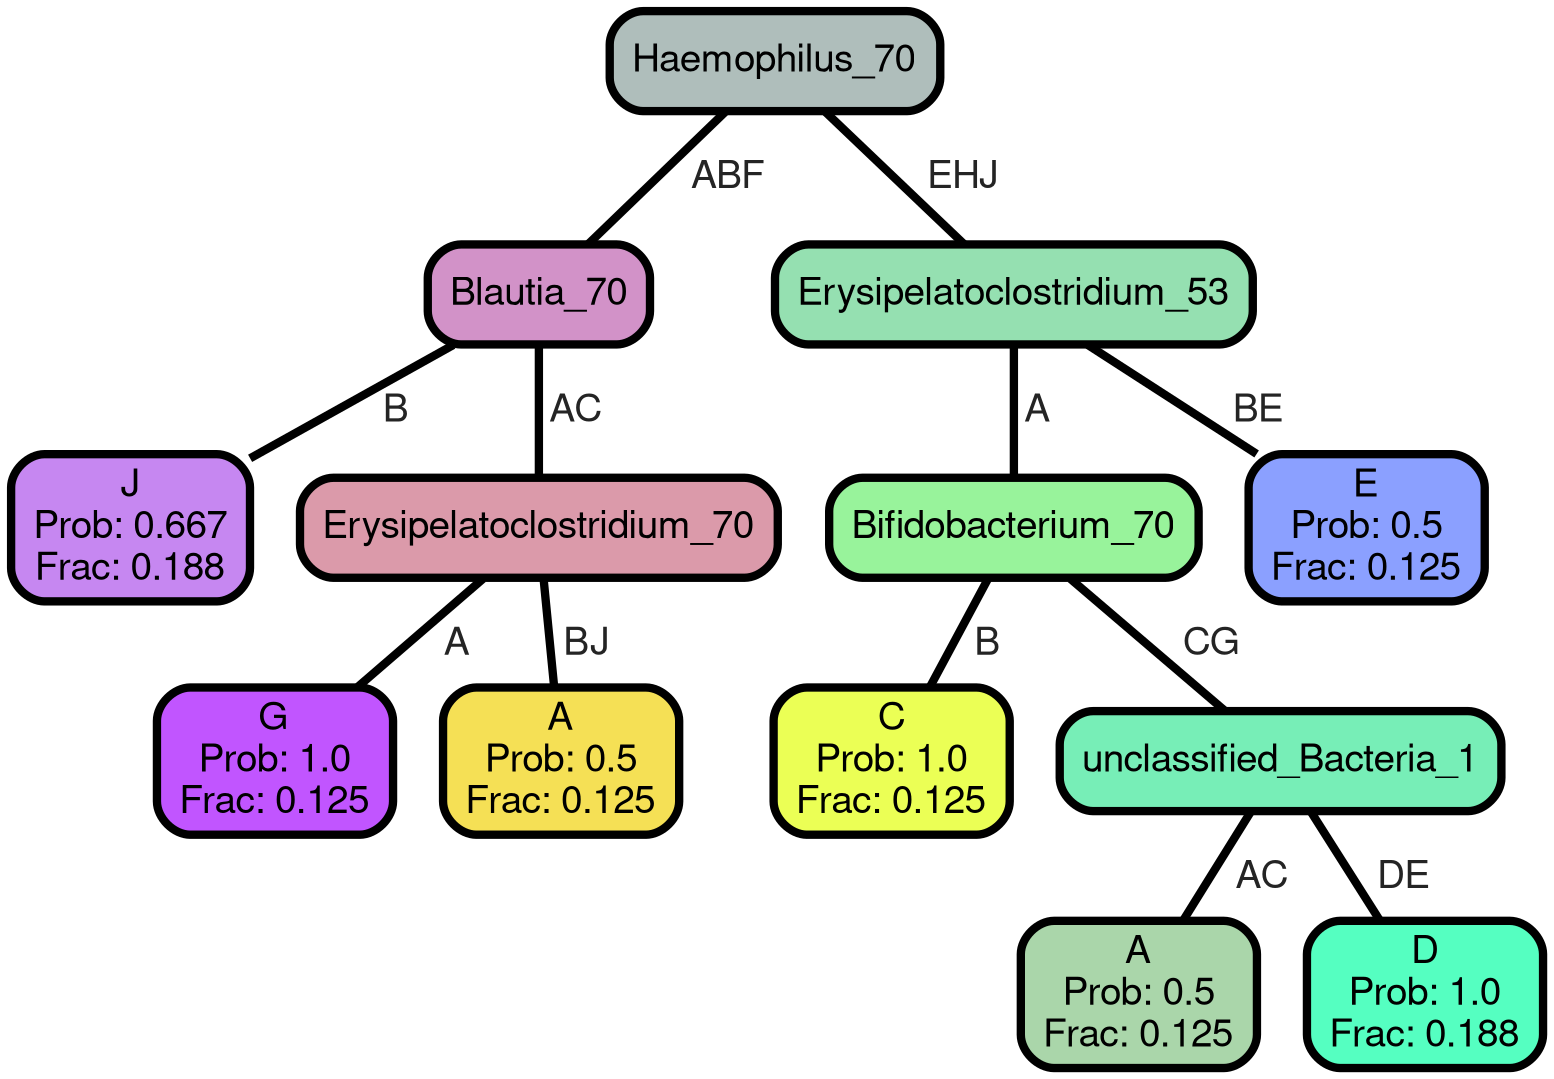 Haemophilus_70
ABF
EHJ
Blautia_70
Erysipelatoclostridium_53
B
AC
A
BE
J
Prob: 0.667
Frac: 0.188
Erysipelatoclostridium_70
Bifidobacterium_70
E
Prob: 0.5
Frac: 0.125
A
BJ
B
CG
G
Prob: 1.0
Frac: 0.125
A
Prob: 0.5
Frac: 0.125
C
Prob: 1.0
Frac: 0.125
unclassified_Bacteria_1
AC
DE
A
Prob: 0.5
Frac: 0.125
D
Prob: 1.0
Frac: 0.188